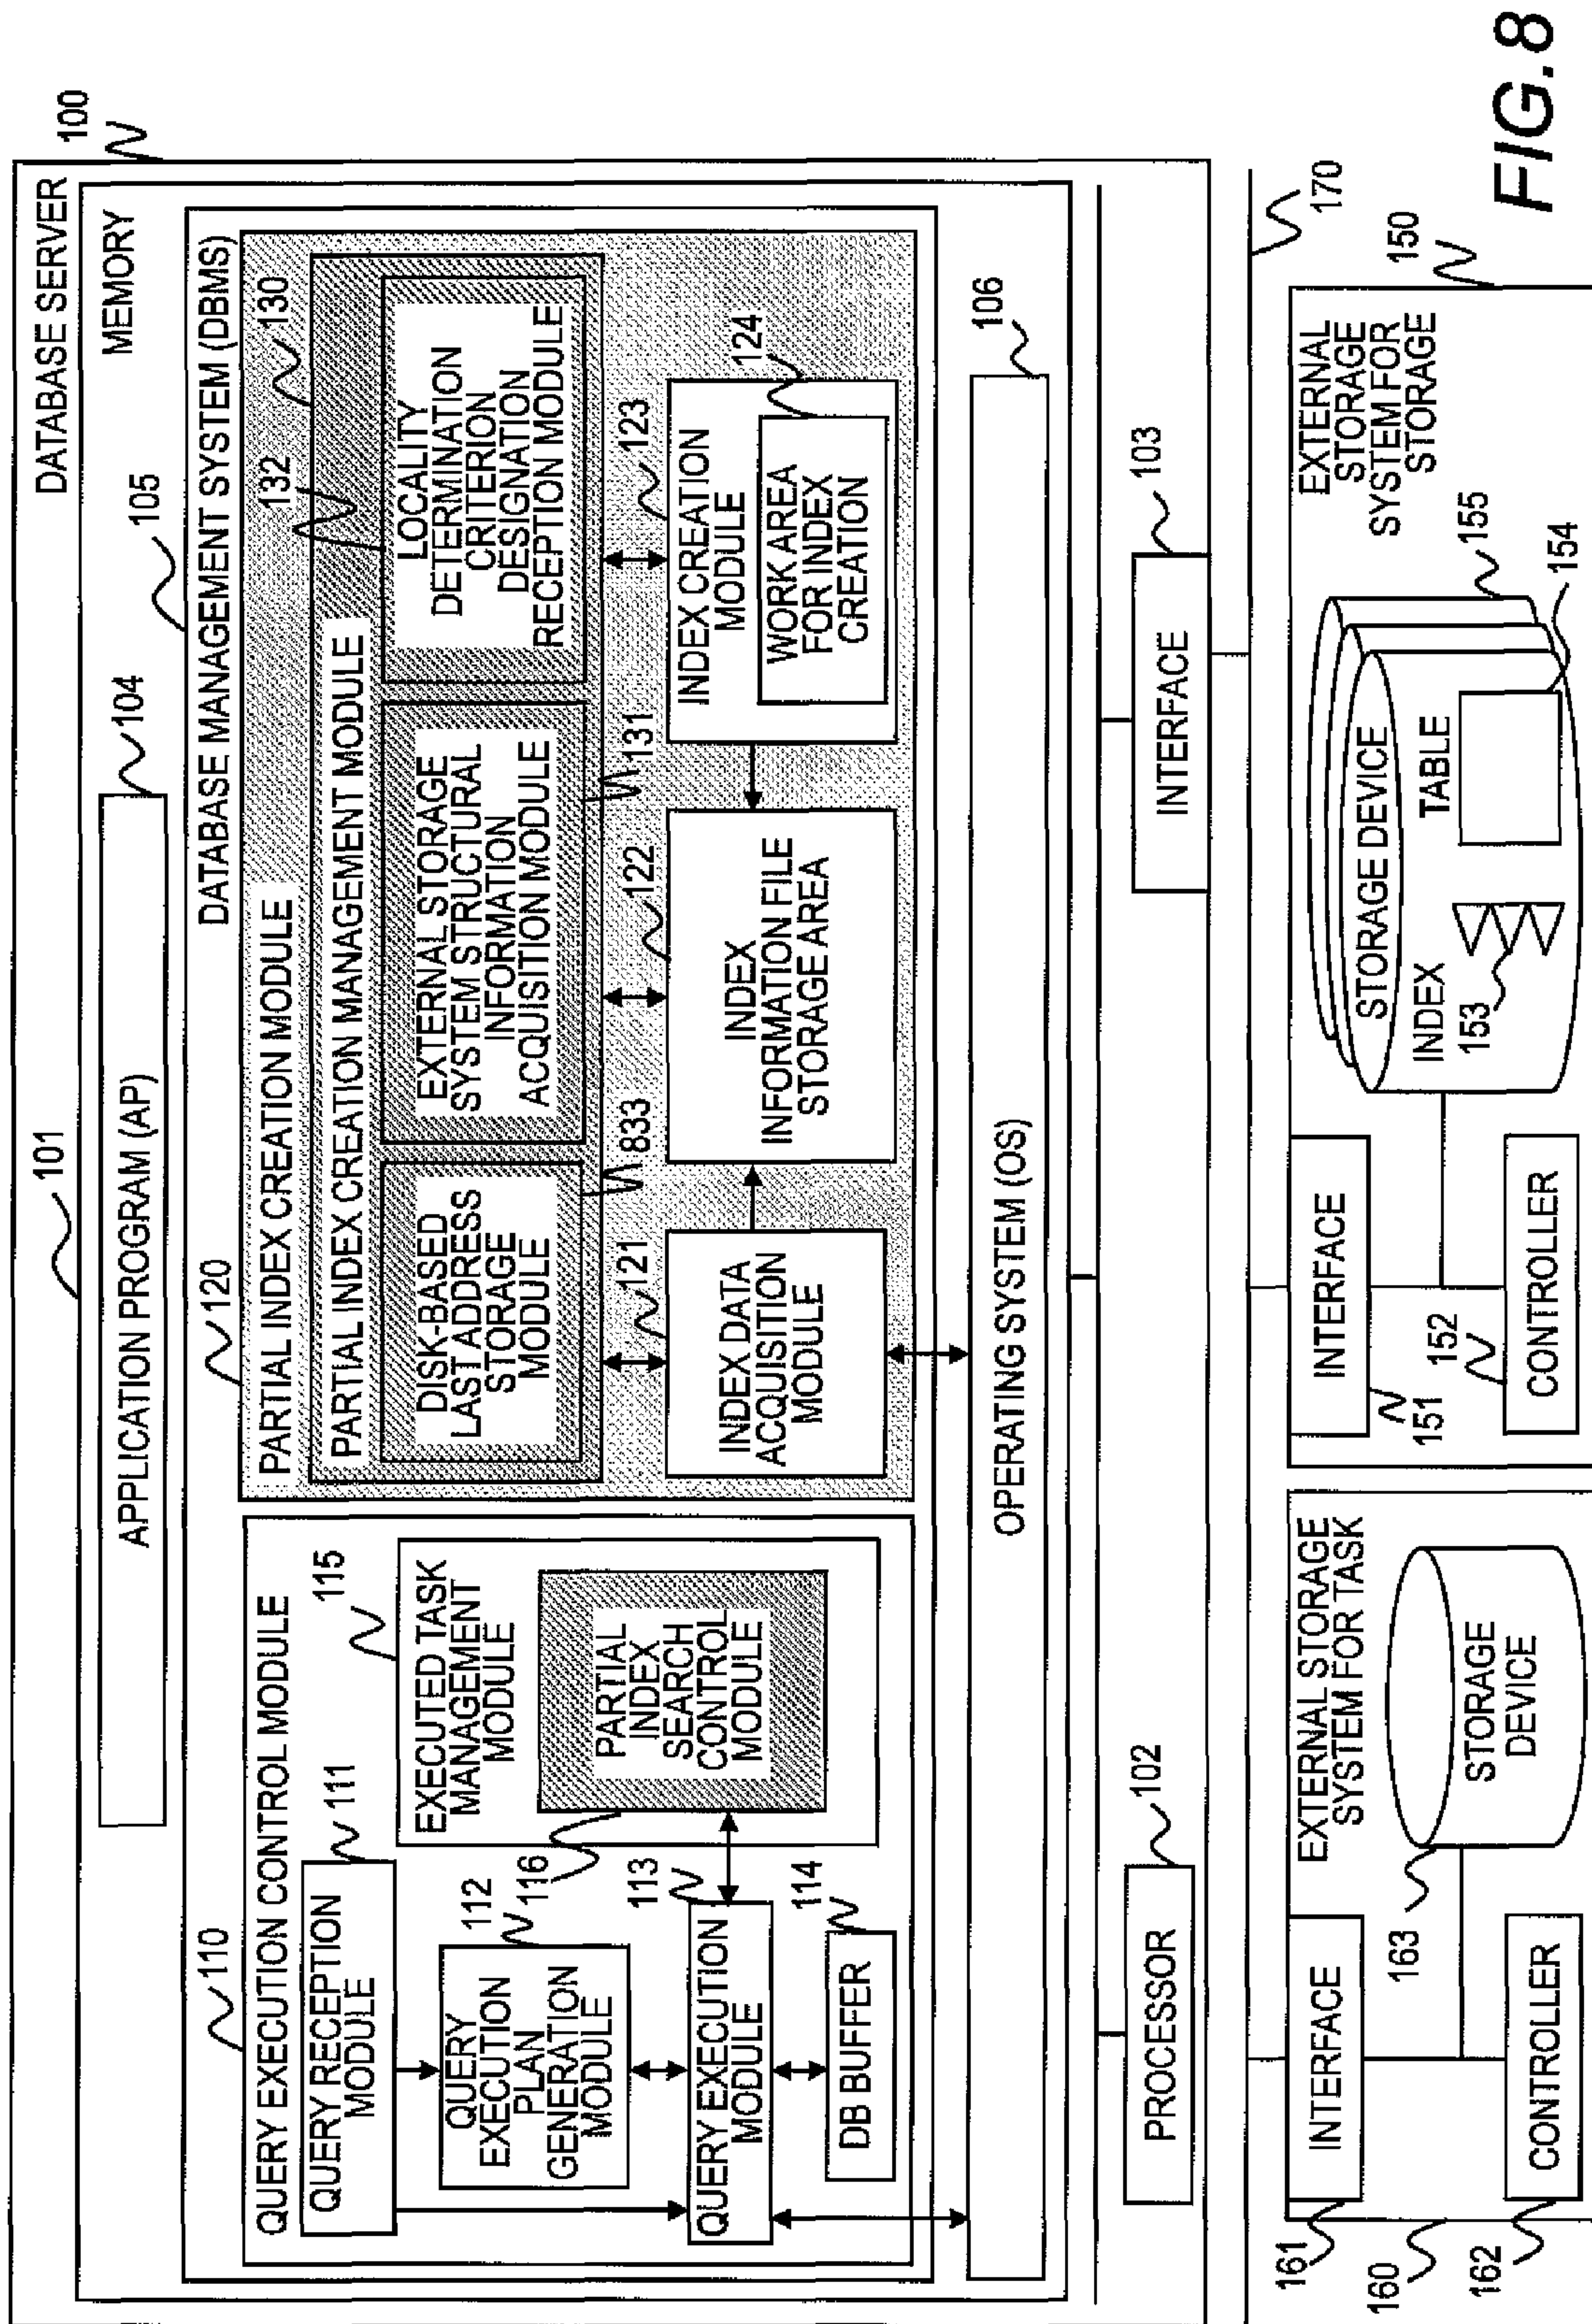 DATABASE SERVER
100
101
MEMORY
APPLICATION PROGRAM (AP)
104
105
DATABASE MANAGEMENT SYSTEM (DBMS)
110
QUERY EXECUTION CONTROL MODULE
QUERY RECEPTION
MODULE
111
QUERY
EXECUTION
PLAN
GENERATION
MODULE
112
116
QUERY EXECUTION
MODULE
113
DB BUFFER
114
115
EXECUTED TASK
MANAGEMENT
MODULE
PARTIAL
INDEX
SEARCH
CONTROL
MODULE
120
PARTIAL INDEX CREATION MODULE
130
PARTIAL INDEX CREATION MANAGEMENT MODULE
132
DISK-BASED
LAST ADDRESS
STORAGE
MODULE
833
EXTERNAL STORAGE
SYSTEM STRUCTURAL
INFORMATION
ACQUISITION MODULE
131
LOCALITY
DETERMINATION
CRITERION
DESIGNATION
RECEPTION MODULE
121
INDEX DATA
ACQUISITION
MODULE
122
INDEX
INFORMATION FILE
STORAGE AREA
123
INDEX CREATION
MODULE
124
WORK AREA
FOR INDEX
CREATION
OPERATING SYSTEM (OS)
106
PROCESSOR
102
INTERFACE
103
170
EXTERNAL STORAGE
SYSTEM FOR TASK
INTERFACE
161
160
CONTROLLER
162
163
STORAGE
DEVICE
EXTERNAL
STORAGE
SYSTEM FOR
STORAGE
150
INTERFACE
151
152
CONTROLLER
STORAGE DEVICE
INDEX
153
TABLE
155
154
FIG.8